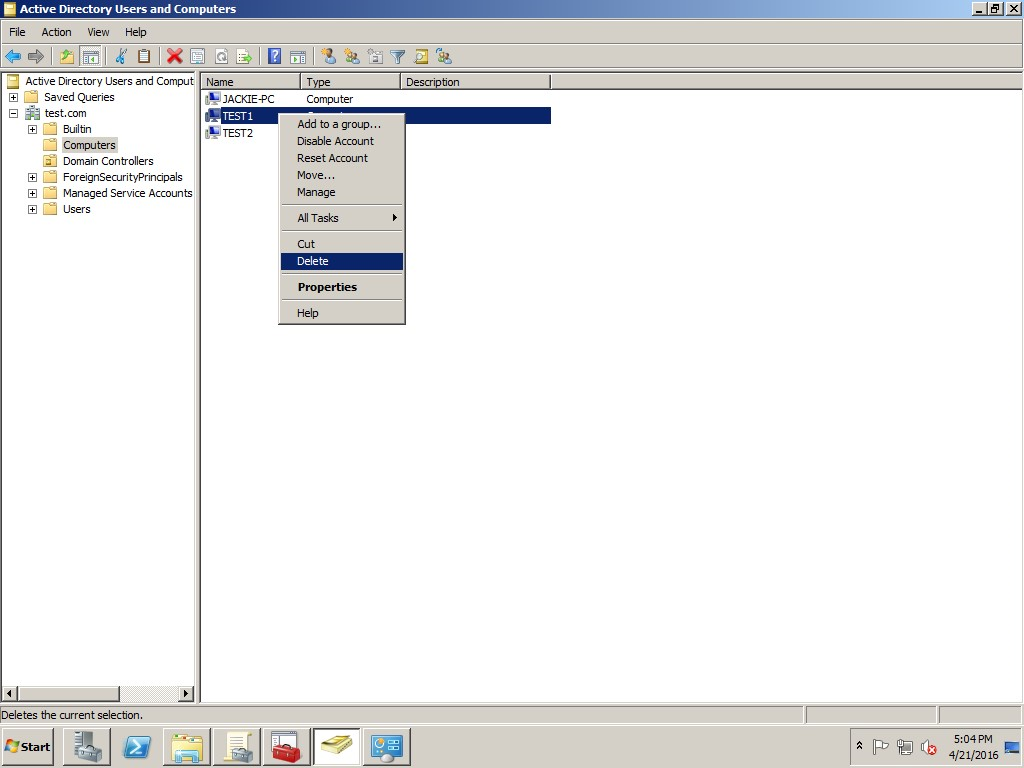 Active Directory Users and Computers
File Action View Help
Active Directory Users and Comput
Saved Queries
test.com
Builtin
Computers
Domain Controllers
ForeignSecurityPrincipals
Managed Service Accounts
Users
Name Type Description
JACKIE-PC Computer
TEST1
TEST2
Add to a group...
Disable Account
Reset Account
Move...
Manage
All Tasks
Cut
Delete
Properties
Help
Deletes the current selection.
Start
5:04 PM
4/21/2016